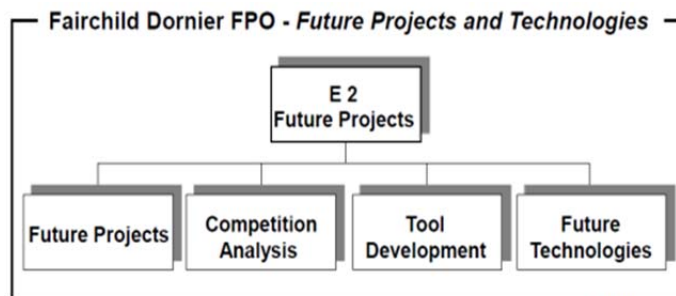 Fairchild Dornier FPO - Future Projects and Technologies
E 2
Future Projects
Future Projects
Competition
Analysis
Tool
Development
Future
Technologies